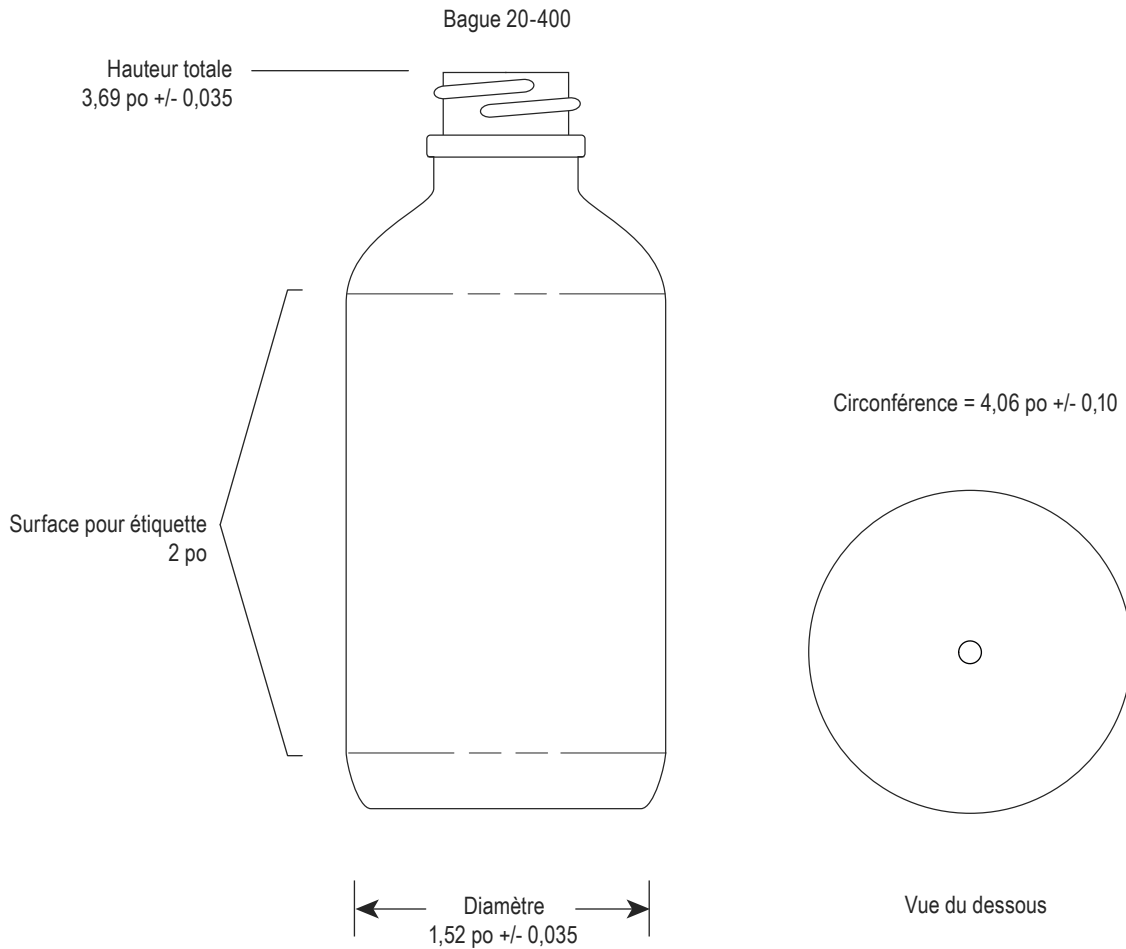 Bague 20-400
Hauteur totale
3,69 po +/- 0,035
Circonférence = 4,06 po +/- 0,10
Surface pour étiquette
2 po
Diamètre
1,52 po +/- 0,035
Vue du dessous